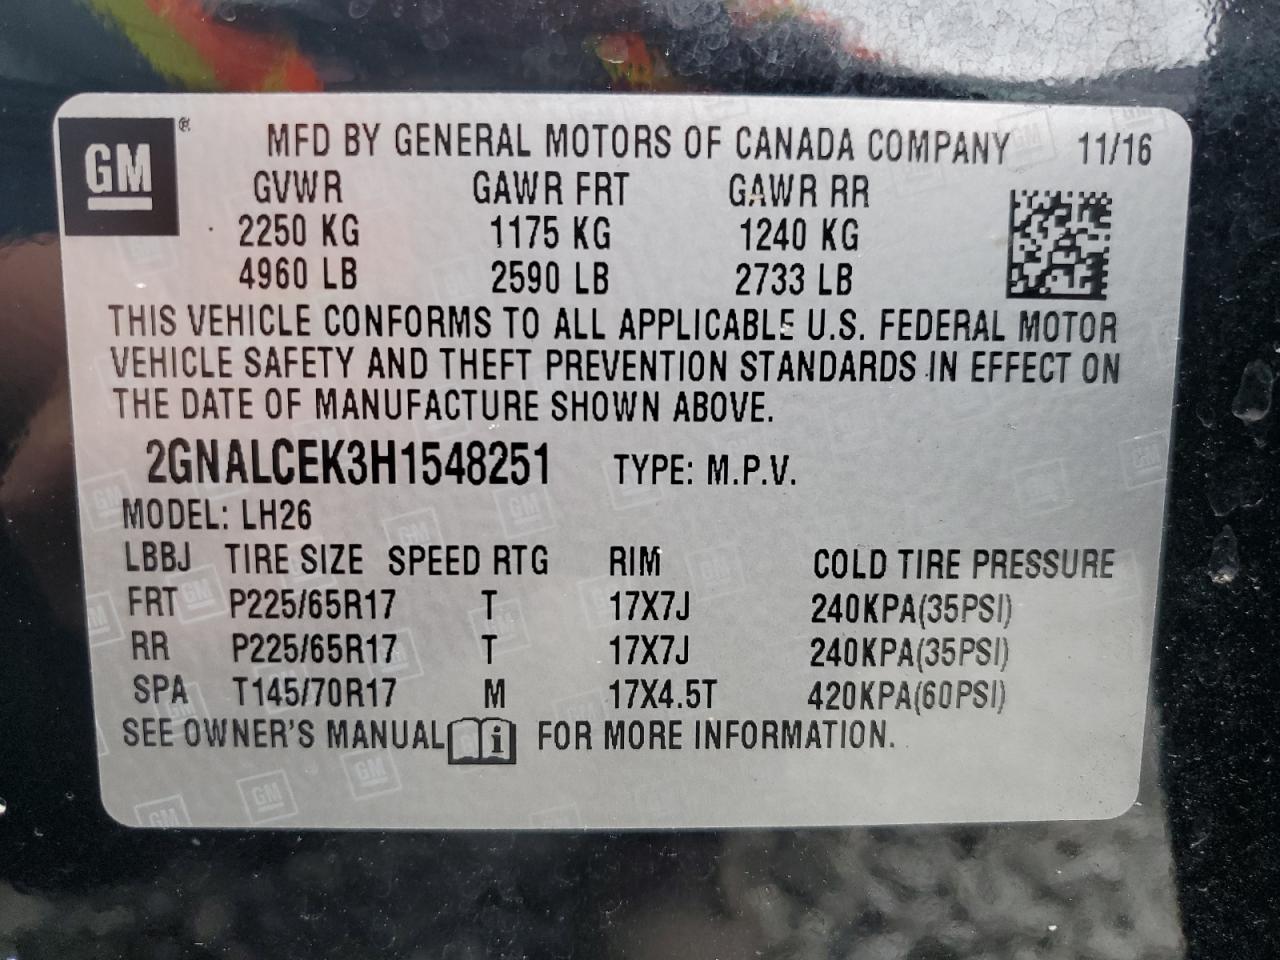 GM ®
MFD BY GENERAL MOTORS OF CANADA COMPANY 11/16
GVWR GAWR FRT GAWR RR
2250 KG 1175 KG 1240 KG
4960 LB 2590 LB 2733 LB
THIS VEHICLE CONFORMS TO ALL APPLICABLE U.S. FEDERAL MOTOR
VEHICLE SAFETY AND THEFT PREVENTION STANDARDS IN EFFECT ON
THE DATE OF MANUFACTURE SHOWN ABOVE.
2GNALCEK3H1548251 TYPE: M.P.V.
MODEL: LH26
LBBJ TIRE SIZE SPEED RTG RIM COLD TIRE PRESSURE
FRT P225/65R17 T 17X7J 240KPA(35PSI)
RR P225/65R17 T 17X7J 240KPA(35PSI)
SPA T145/70R17 M 17X4.5T 420KPA(60PSI)
SEE OWNER'S MANUAL i FOR MORE INFORMATION.